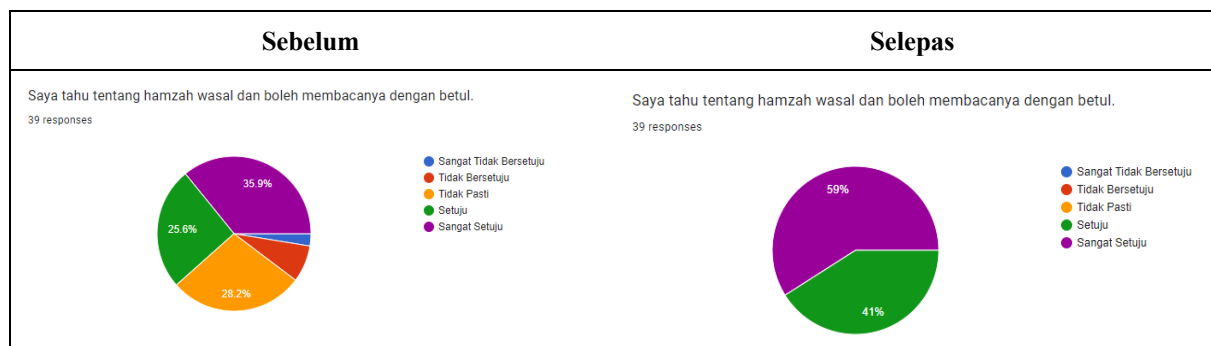 Sebelum
Selepas
Saya tahu tentang hamzah wasal dan boleh membacanya dengan betul.
39 responses
35.9%
25.6%
28.2%
Sangat Tidak Bersetuju
Tidak Bersetuju
Tidak Pasti
Setuju
Sangat Setuju
Saya tahu tentang hamzah wasal dan boleh membacanya dengan betul.
39 responses
59%
41%
Sangat Tidak Bersetuju
Tidak Bersetuju
Tidak Pasti
Setuju
Sangat Setuju